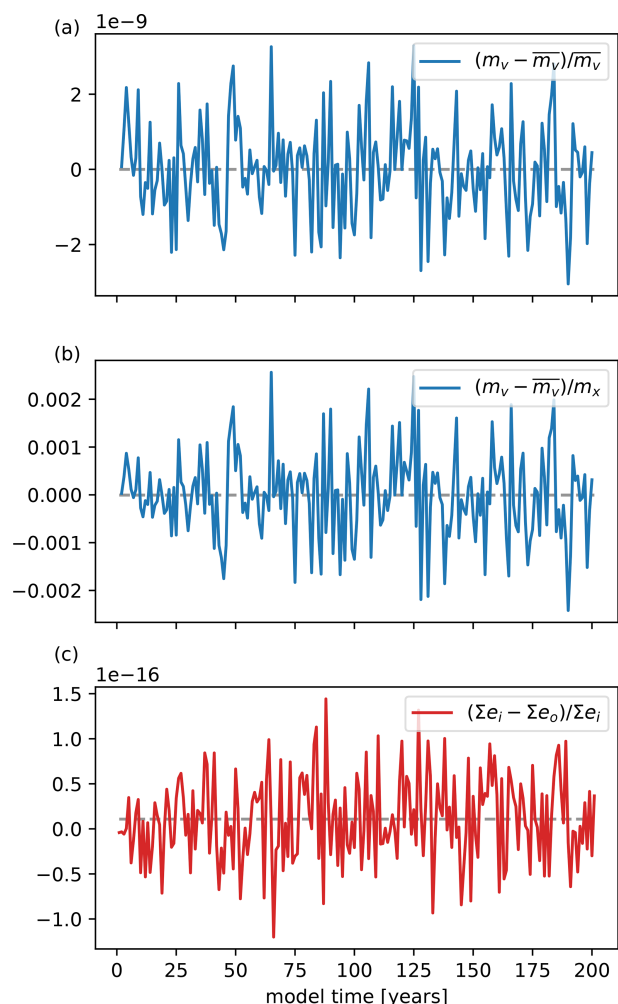 (a)
1e−9
(m_v − \overline{m_v})/\overline{m_v}
2
0
−2
(b)
(m_v − \overline{m_v})/m_x
0.002
0.001
0.000
−0.001
−0.002
(c)
1e−16
(Σe_i − Σe_o)/Σe_i
1.5
1.0
0.5
0.0
−0.5
−1.0
0 25 50 75 100 125 150 175 200
model time [years]